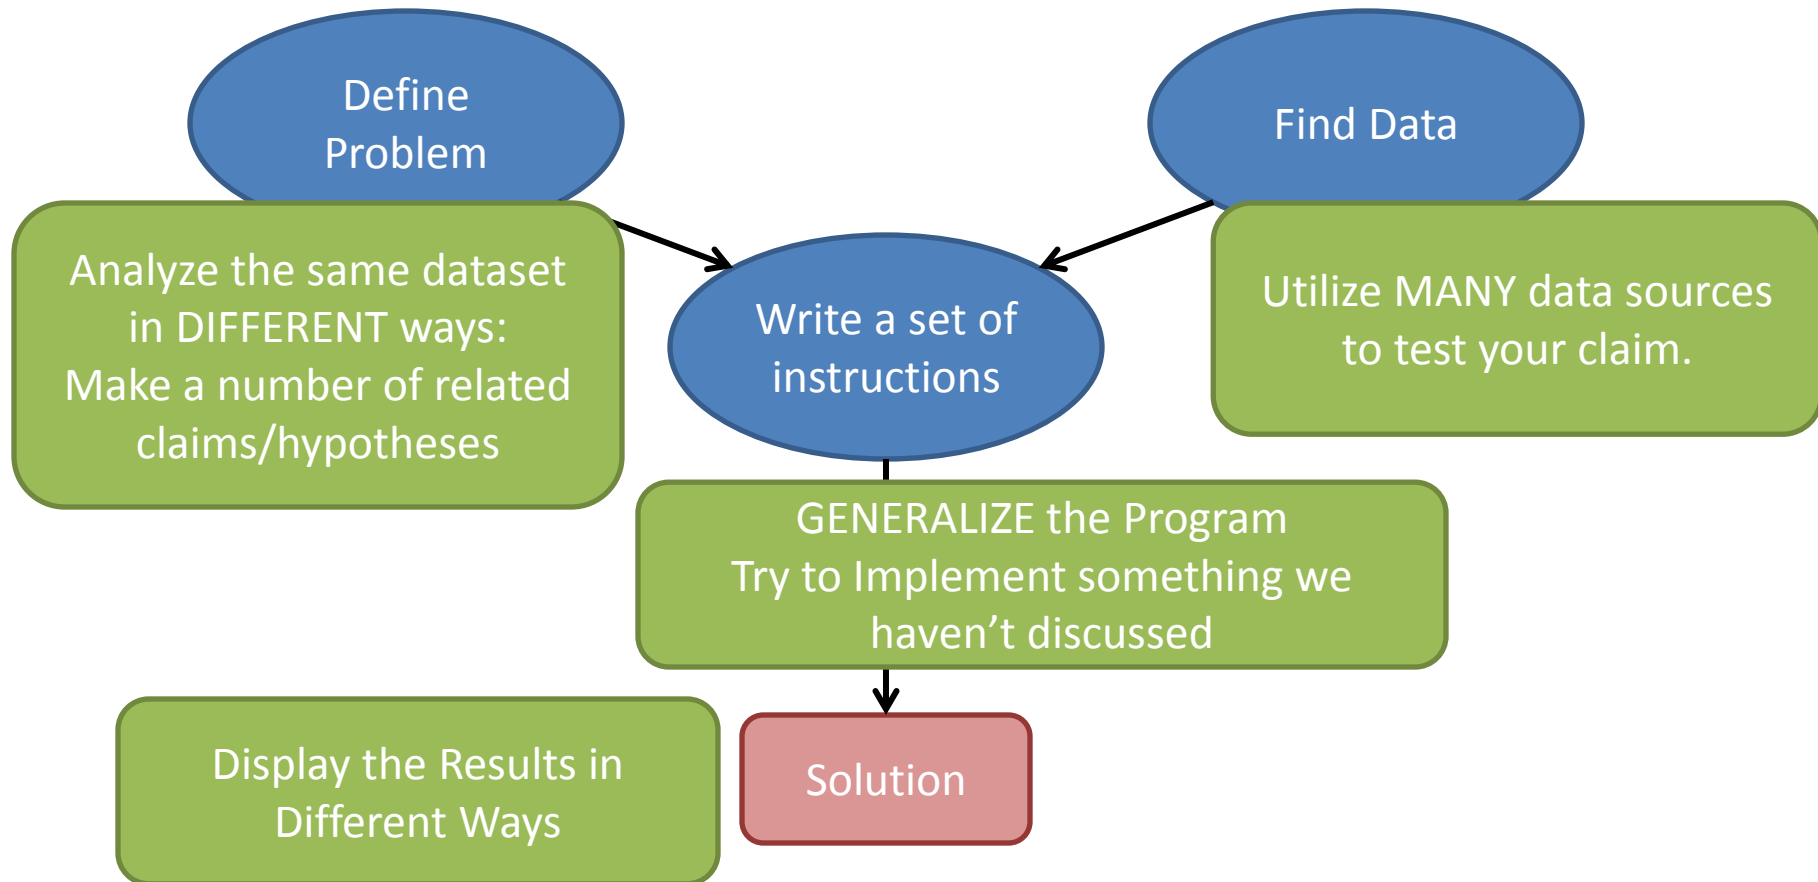 Define
Problem
Find Data
Analyze the same dataset
in DIFFERENT ways:
Make a number of related
claims/hypotheses
Write a set of
instructions
Utilize MANY data sources
to test your claim.
GENERALIZE the Program
Try to Implement something we
haven’t discussed
Display the Results in
Different Ways
Solution